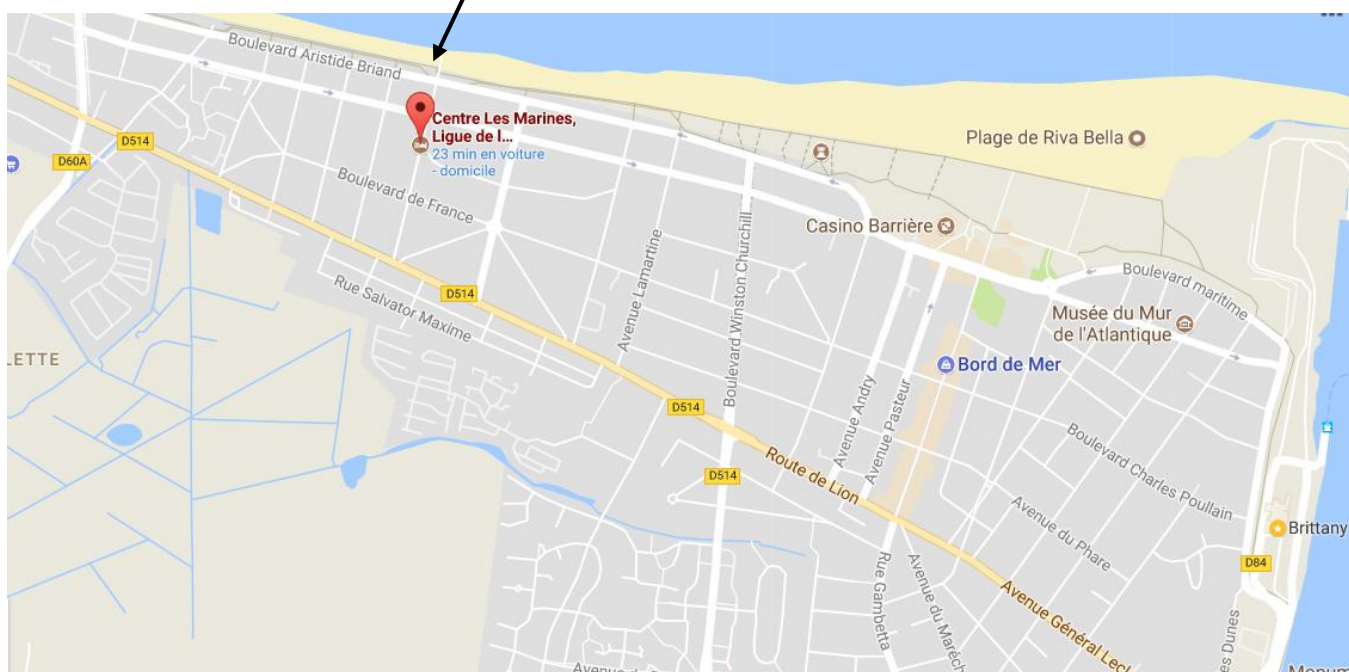 Boulevard Aristide Briand
Centre Les Marines,
Ligue de l...
23 min en voiture
- domicile
D514
D60A
Plage de Riva Bella
Boulevard de France
Casino Barrière
Boulevard Winston Churchill
Avenue Lamartine
Boulevard maritime
Rue Salvator Maxime
D514
Musée du Mur
de l'Atlantique
LETTE
Bord de Mer
Avenue Andry
Avenue Pasteur
D514
Boulevard Charles Poullain
Route de Lion
D514
Avenue du Phare
Brittany
D84
Rue Gambetta
Avenue du Maréch
Avenue Général Lecl
es Dunes
Monum